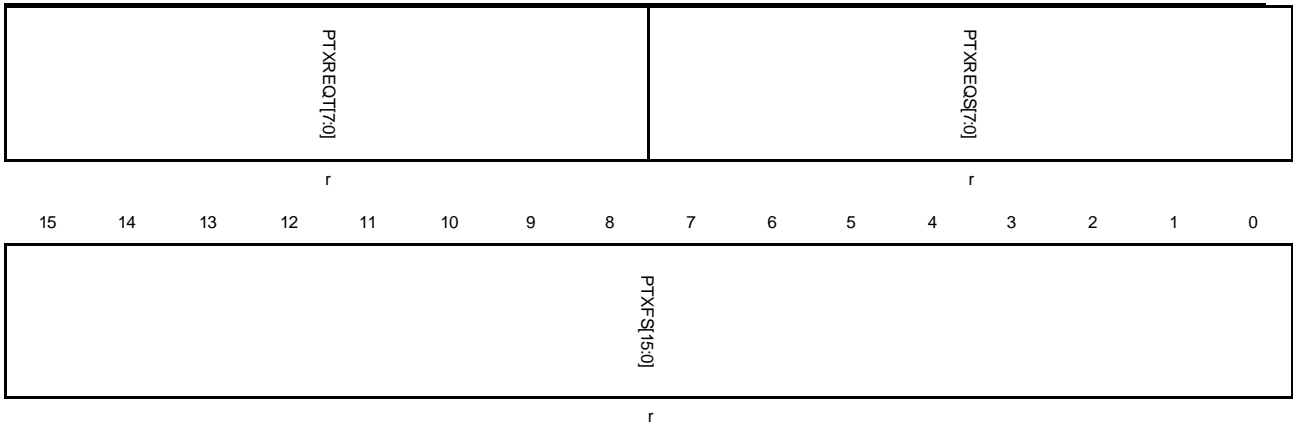 PTXREQT[7:0] PTXREQS[7:0]
r r
15 14 13 12 11 10 9 8 7 6 5 4 3 2 1 0
PTXFS[15:0]
r